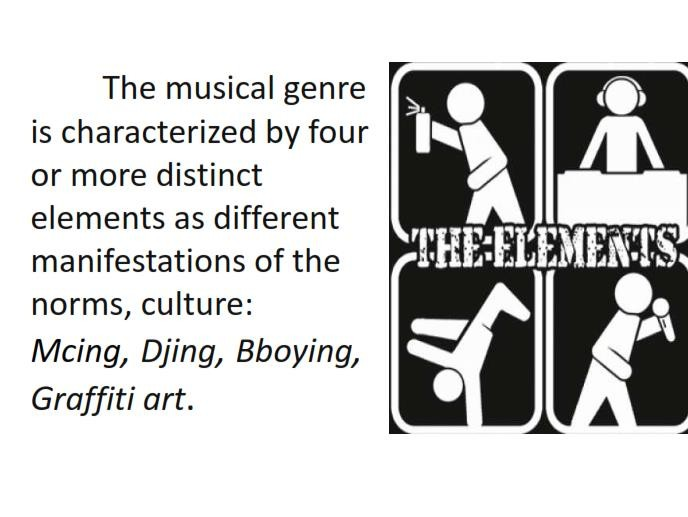 The musical genre
is characterized by four
or more distinct
elements as different
manifestations of the
norms, culture:
Mcing, Djing, Bboying,
Graffiti art.
THE·ELEMENTS